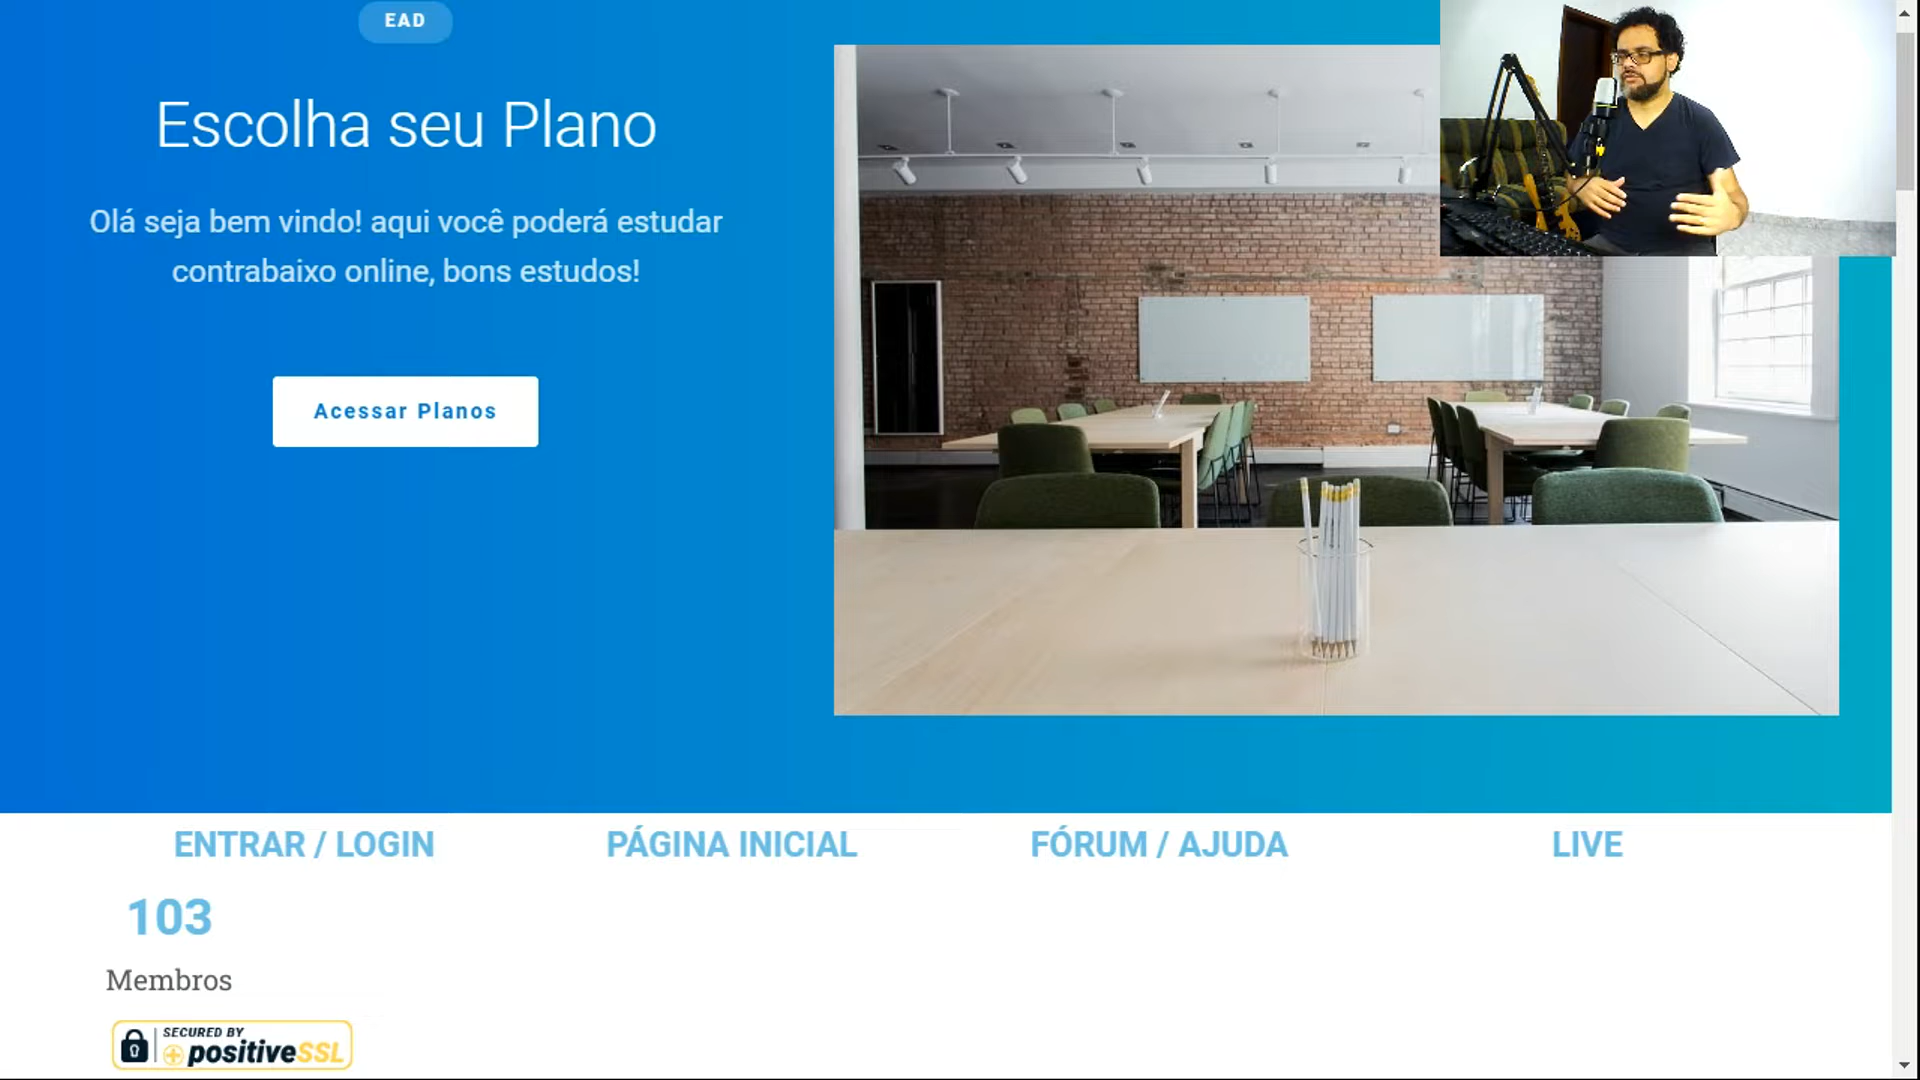 EAD
Escolha seu Plano
Olá seja bem vindo! aqui você poderá estudar
contrabaixo online, bons estudos!
Acessar Planos
ENTRAR / LOGIN
PÁGINA INICIAL
FÓRUM / AJUDA
LIVE
103
Membros
SECURED BY
positiveSSL